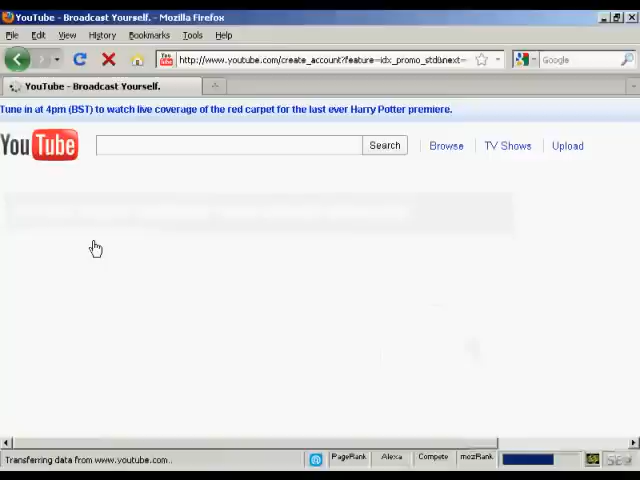 YouTube - Broadcast Yourself. - Mozilla Firefox
File Edit View History Bookmarks Tools Help
You Tube http://www.youtube.com/create_account?feature=idx_promo_std&next= Google
YouTube - Broadcast Yourself.
Tune in at 4pm (BST) to watch live coverage of the red carpet for the last ever Harry Potter premiere.
YouTube Search Browse TV Shows Upload
Transferring data from www.youtube.com... @ PageRank Alexa Compete mozRank SEO